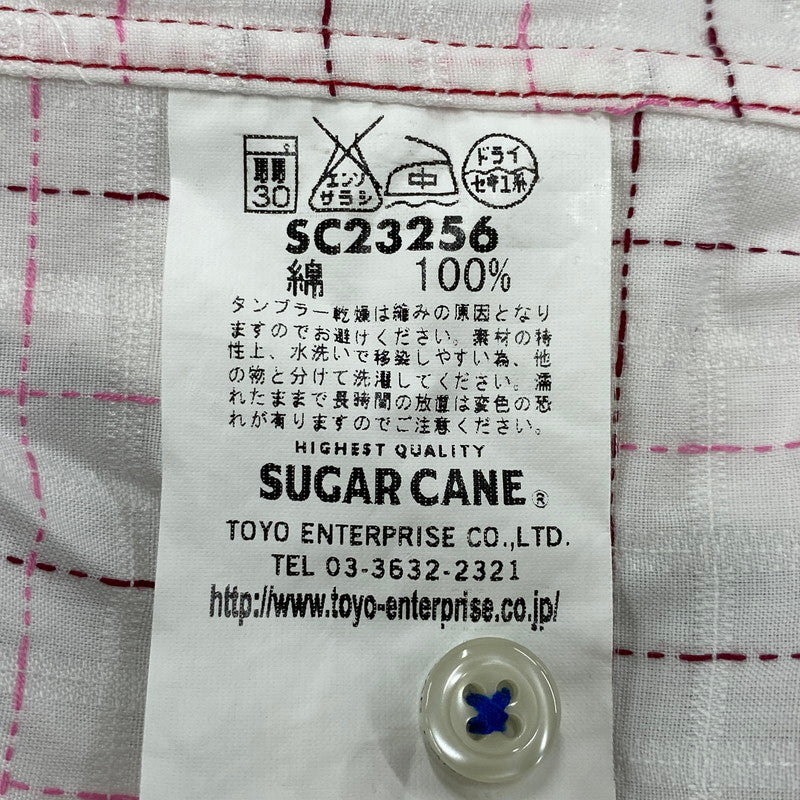 30
エンソ
サラシ
中
ドライ
セキユ系
SC23256
綿 100%
タンブラー乾燥は縮みの原因となり
ますのでお避けください。素材の特
性上、水洗いで移染しやすい為、他
の物と分けて洗濯してください。濡
れたままで長時間の放置は変色の恐
れが有りますのでご注意ください。
HIGHEST QUALITY
SUGAR CANE ®
TOYO ENTERPRISE CO.,LTD.
TEL 03-3632-2321
http://www.toyo-enterprise.co.jp/